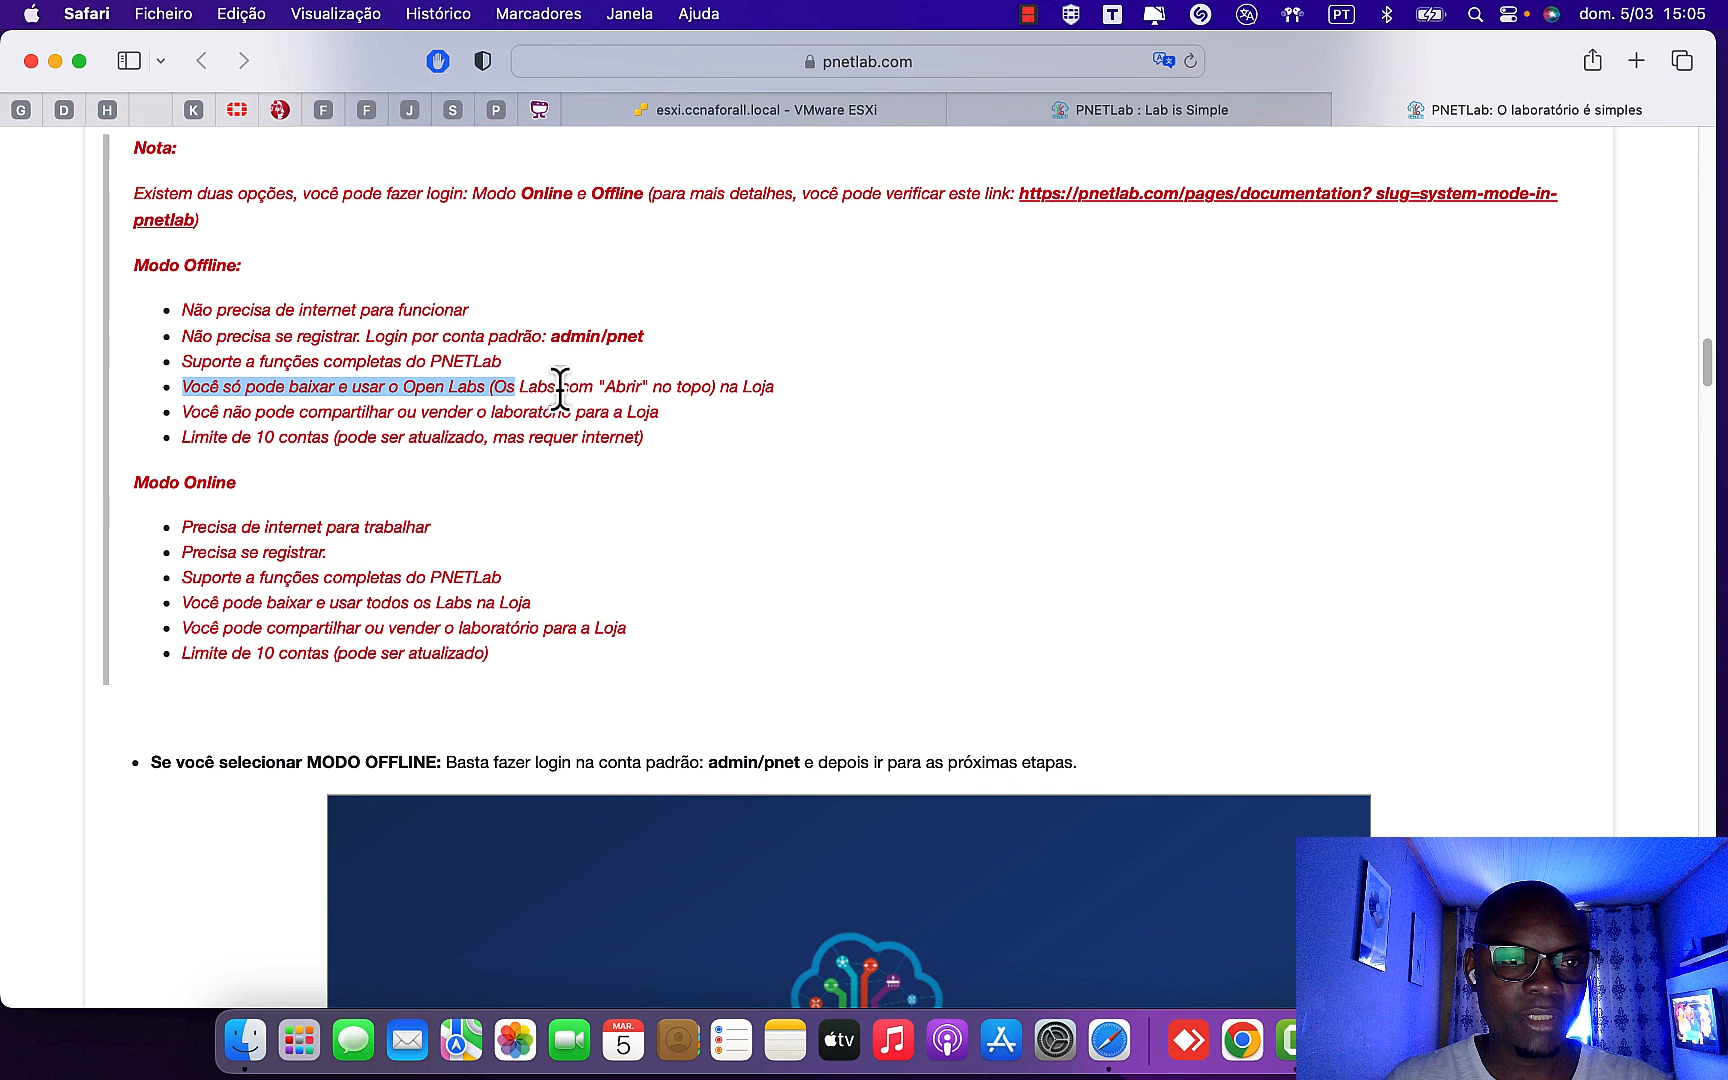 Safari Ficheiro Edição Visualização Histórico Marcadores Janela Ajuda PT dom. 5/03 15:05
pnetlab.com
G D H K F F J S P esxi.ccnaforall.local - VMware ESXi PNETLab : Lab is Simple PNETLab: O laboratório é simples
Nota:
Existem duas opções, você pode fazer login: Modo Online e Offline (para mais detalhes, você pode verificar este link: https://pnetlab.com/pages/documentation? slug=system-mode-in-
pnetlab)
Modo Offline:
Não precisa de internet para funcionar
Não precisa se registrar. Login por conta padrão: admin/pnet
Suporte a funções completas do PNETLab
Você só pode baixar e usar o Open Labs (Os Labs com "Abrir" no topo) na Loja
Você não pode compartilhar ou vender o laboratório para a Loja
Limite de 10 contas (pode ser atualizado, mas requer internet)
Modo Online
Precisa de internet para trabalhar
Precisa se registrar.
Suporte a funções completas do PNETLab
Você pode baixar e usar todos os Labs na Loja
Você pode compartilhar ou vender o laboratório para a Loja
Limite de 10 contas (pode ser atualizado)
Se você selecionar MODO OFFLINE: Basta fazer login na conta padrão: admin/pnet e depois ir para as próximas etapas.
MAR.
5
tv